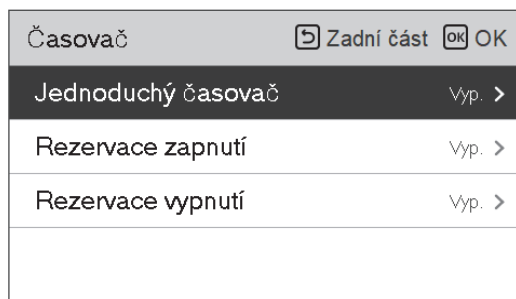 Časovač Zadní část OK OK
Jednoduchý časovač Vyp.
Rezervace zapnutí Vyp.
Rezervace vypnutí Vyp.